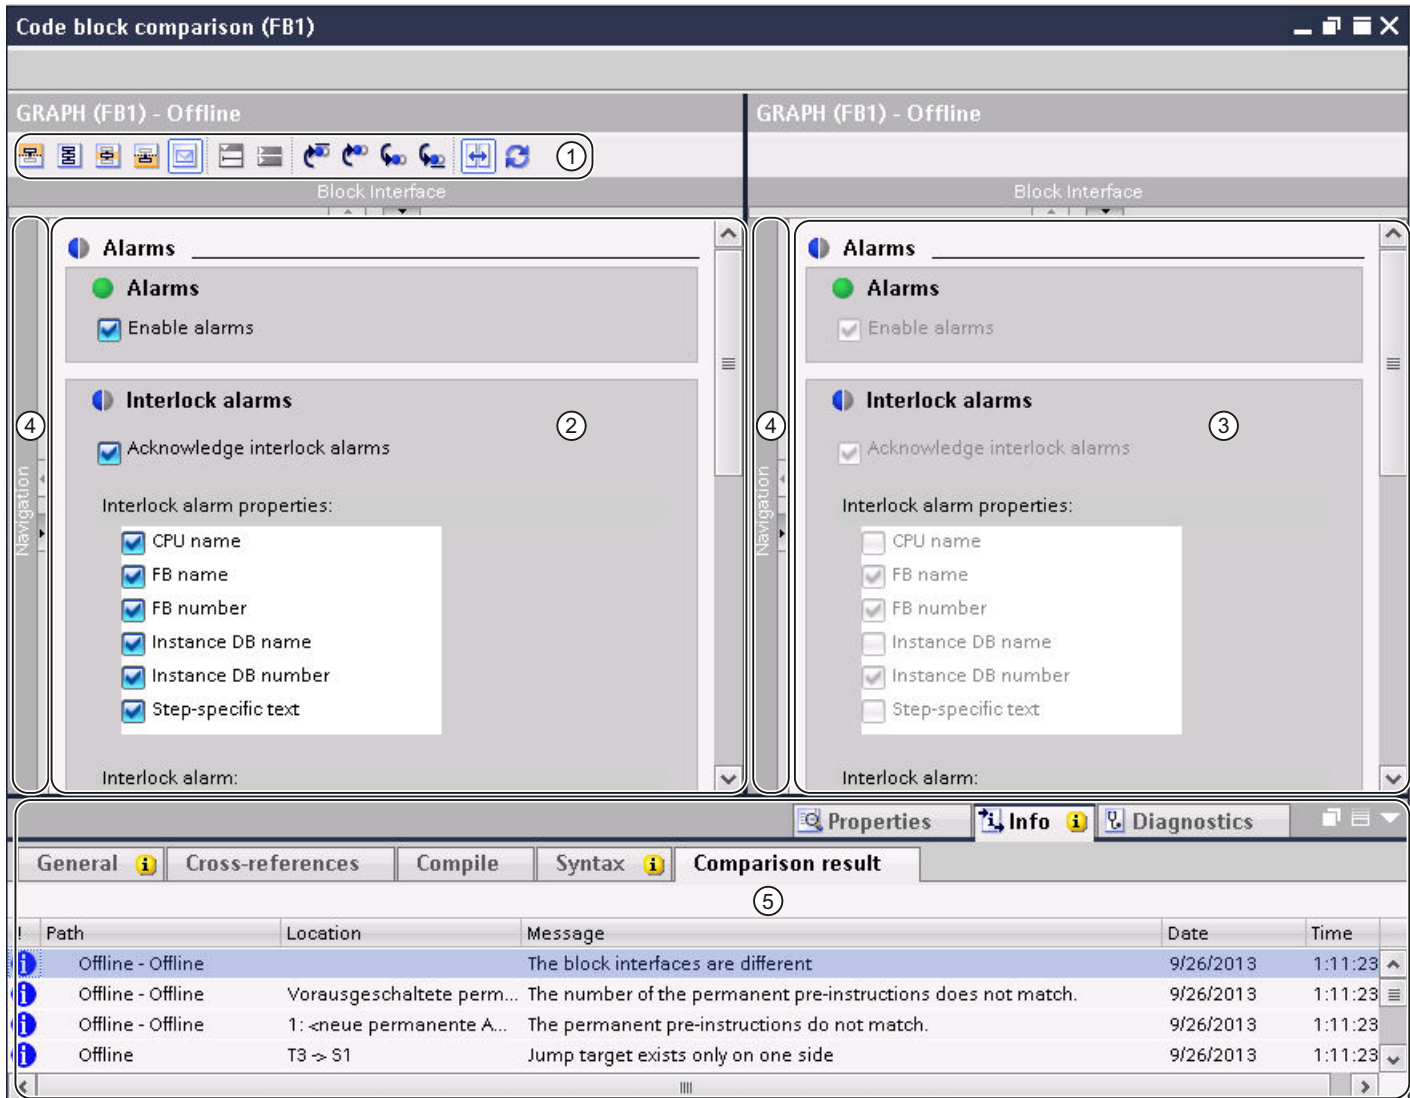 Code block comparison (FB1)
GRAPH (FB1) - Offline
GRAPH (FB1) - Offline
1
Block Interface
Block Interface
Alarms
Alarms
Enable alarms
Interlock alarms
2
4
Acknowledge interlock alarms
Navigation
Interlock alarm properties:
CPU name
FB name
FB number
Instance DB name
Instance DB number
Step-specific text
Interlock alarm:
Alarms
Alarms
Enable alarms
Interlock alarms
3
4
Acknowledge interlock alarms
Navigation
Interlock alarm properties:
CPU name
FB name
FB number
Instance DB name
Instance DB number
Step-specific text
Interlock alarm:
Properties Info Diagnostics
General Cross-references Compile Syntax Comparison result
5
! Path Location Message Date Time
Offline - Offline The block interfaces are different 9/26/2013 1:11:23
Offline - Offline Vorausgeschaltete perm... The number of the permanent pre-instructions does not match. 9/26/2013 1:11:23
Offline - Offline 1: <neue permanente A... The permanent pre-instructions do not match. 9/26/2013 1:11:23
Offline T3 -> S1 Jump target exists only on one side 9/26/2013 1:11:23